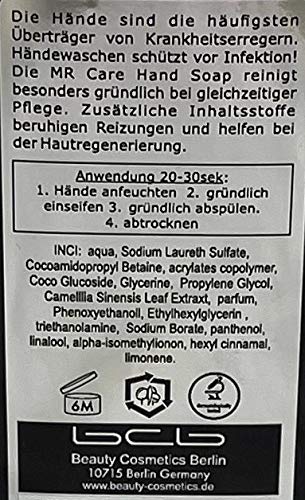 Die Hände sind die häufigsten
Überträger von Krankheitserregern.
Händewaschen schützt vor Infektion!
Die MR Care Hand Soap reinigt
besonders gründlich bei gleichzeitiger
Pflege. Zusätzliche Inhaltsstoffe
beruhigen Reizungen und helfen bei
der Hautregenerierung.
Anwendung 20-30sek:
1. Hände anfeuchten 2. gründlich
einseifen 3. gründlich abspülen.
4. abtrocknen
INCI: aqua, Sodium Laureth Sulfate,
Cocoamidopropyl Betaine, acrylates copolymer,
Coco Glucoside, Glycerine, Propylene Glycol,
Camelllia Sinensis Leaf Extraxt, parfum,
Phenoxyethanoll, Ethylhexylglycerin ,
triethanolamine, Sodium Borate, panthenol,
linalool, alpha-isomethylionon, hexyl cinnamal,
limonene.
6M
bcb
Beauty Cosmetics Berlin
10715 Berlin Germany
www.beauty-cosmetics.de